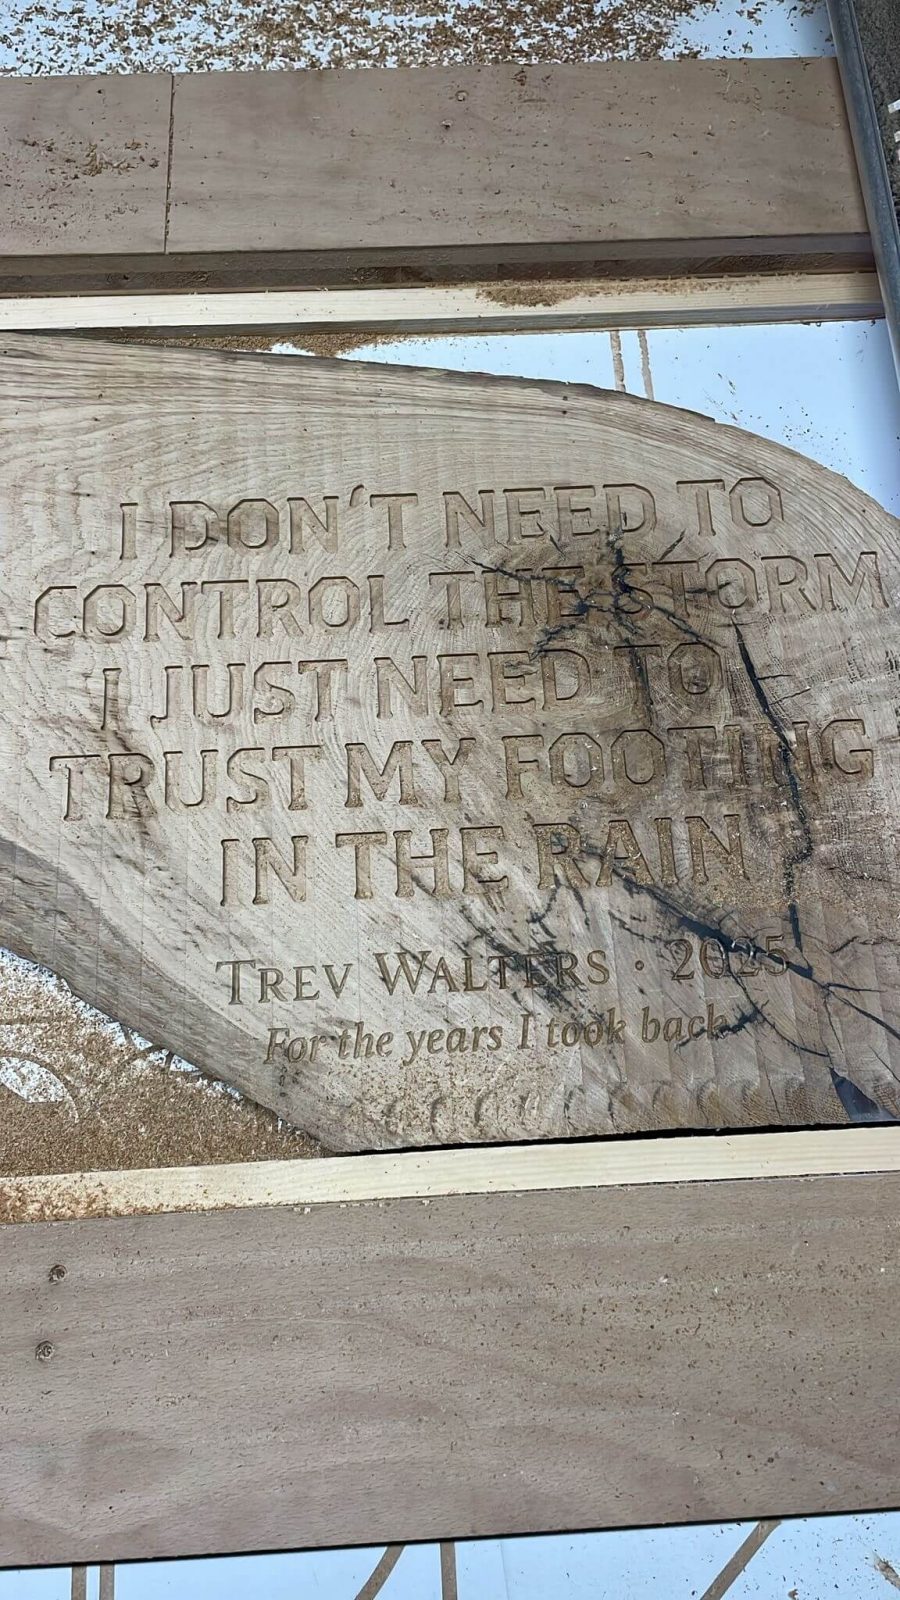 I DON'T NEED TO
CONTROL THE STORM
I JUST NEED TO
TRUST MY FOOTING
IN THE RAIN
TREV WALTERS · 2025
For the years I took back